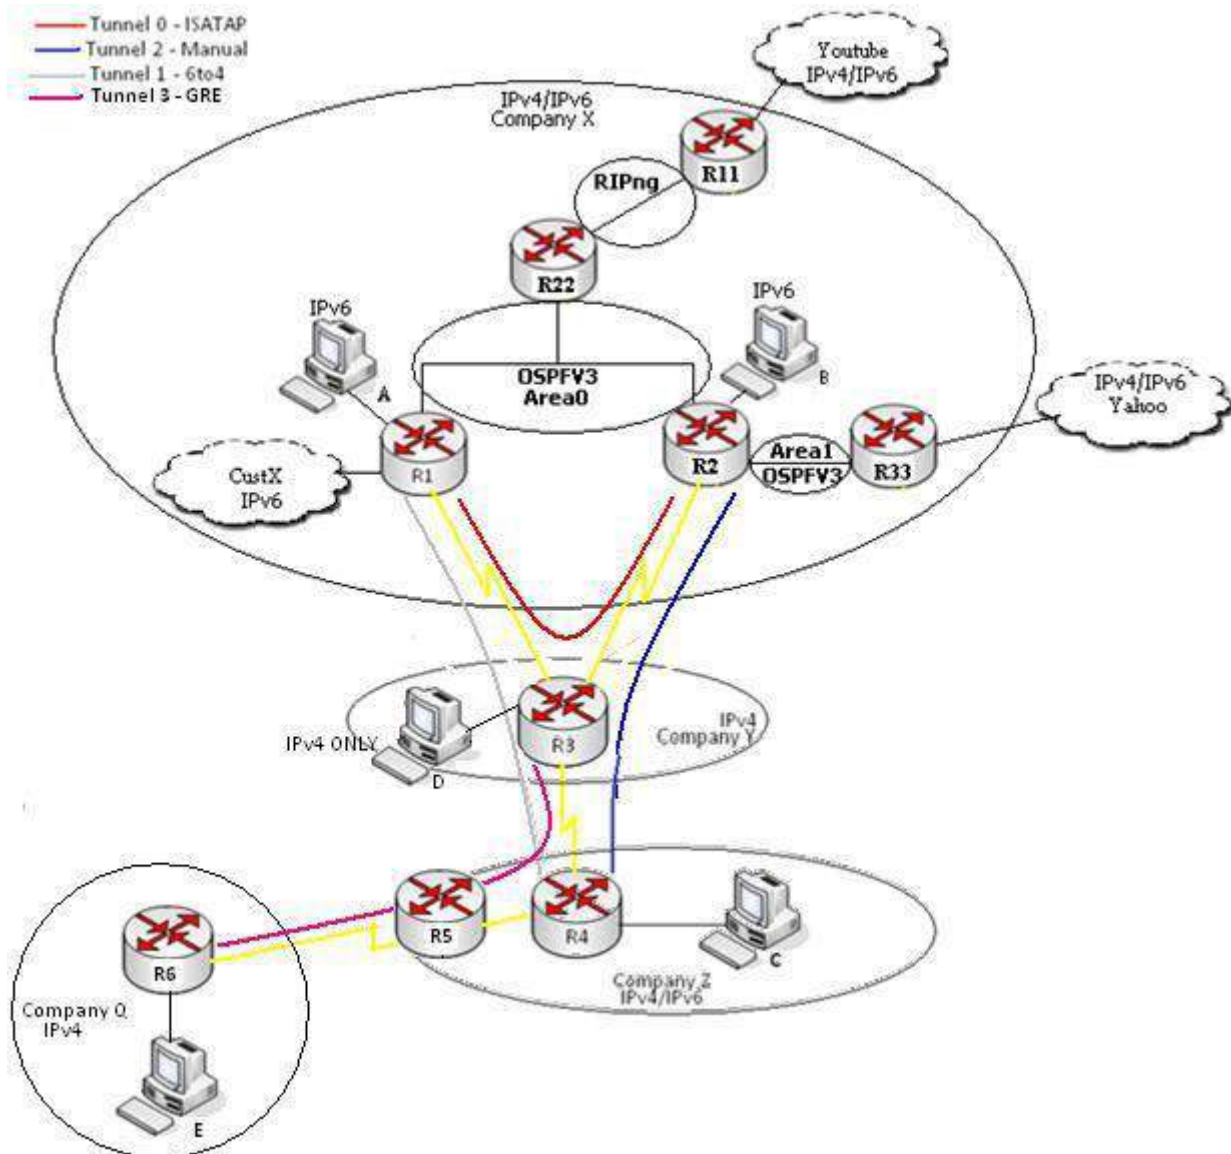 Tunnel 0 - ISATAP
Tunnel 2 - Manual
Tunnel 1 - 6to4
Tunnel 3 - GRE
Youtube
IPv4/IPv6
IPv4/IPv6
Company X
R11
RIPng
R22
IPv6
IPv6
OSPFV3
Area0
A
B
IPv4/IPv6
Yahoo
R1
R2
Area1
OSPFV3
R33
CustX
IPv6
IPv4
Company Y
R3
IPv4 ONLY
D
R5
R4
C
R6
Company Z
IPv4/IPv6
Company Q
IPv4
E